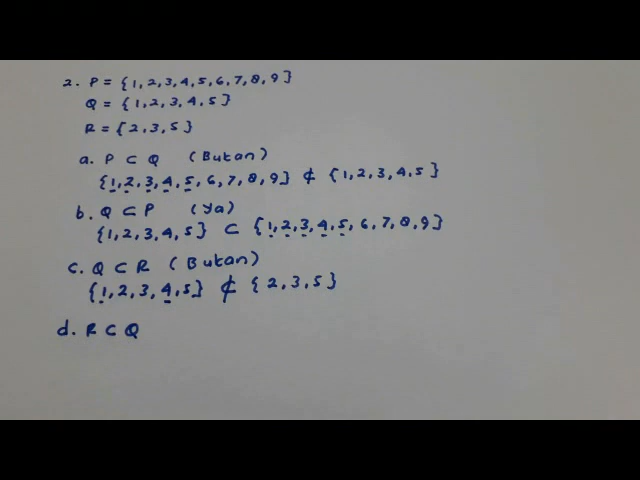 2. P = {1,2,3,4,5,6,7,8,9}
Q = {1,2,3,4,5}
R = {2,3,5}
a. P ⊂ Q (Bukan)
{1,2,3,4,5,6,7,8,9} ⊄ {1,2,3,4,5}
b. Q ⊂ P (Ya)
{1,2,3,4,5} ⊂ {1,2,3,4,5,6,7,8,9}
c. Q ⊂ R (Bukan)
{1,2,3,4,5} ⊄ {2,3,5}
d. R ⊂ Q